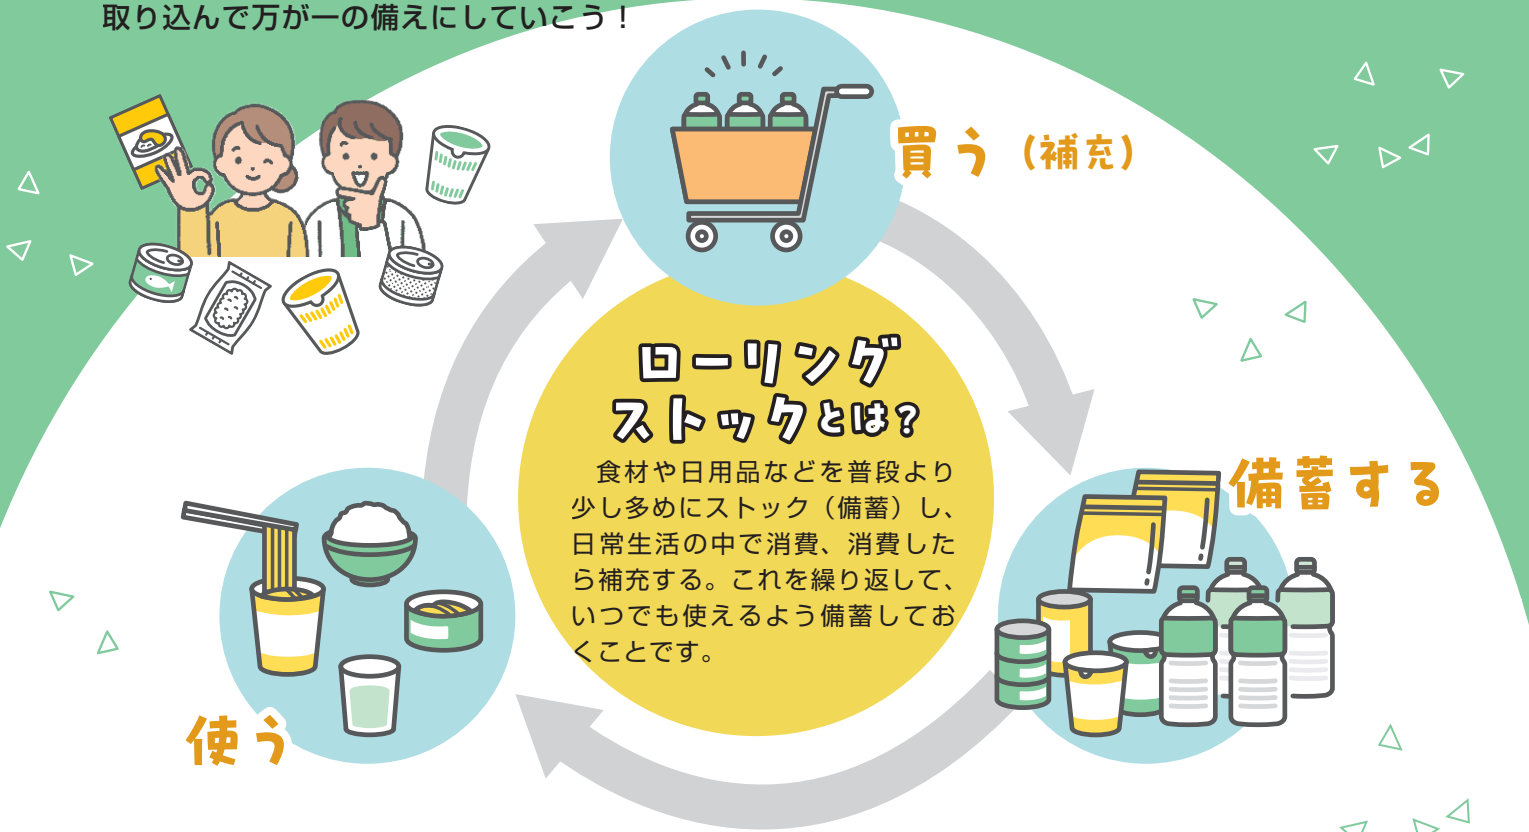 取り込んで万が一の備えにしていこう！
買う（補充）
ローリング
ストックとは？
食材や日用品などを普段より
少し多めにストック（備蓄）し、
日常生活の中で消費、消費した
ら補充する。これを繰り返して、
いつでも使えるよう備蓄してお
くことです。
備蓄する
使う